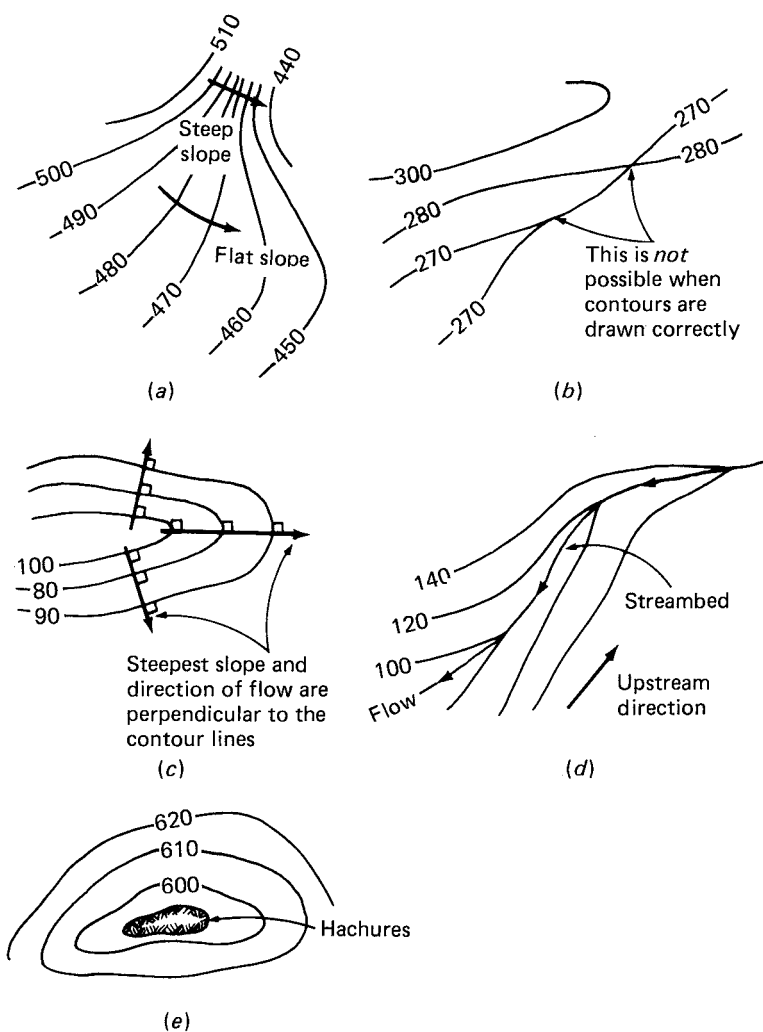 510
440
Steep
slope
500
490
480
470
460
450
Flat slope
(a)
270
280
300
280
270
270
This is not
possible when
contours are
drawn correctly
(b)
100
80
90
Steepest slope and
direction of flow are
perpendicular to the
contour lines
(c)
140
120
100
Flow
Streambed
Upstream
direction
(d)
620
610
600
Hachures
(e)